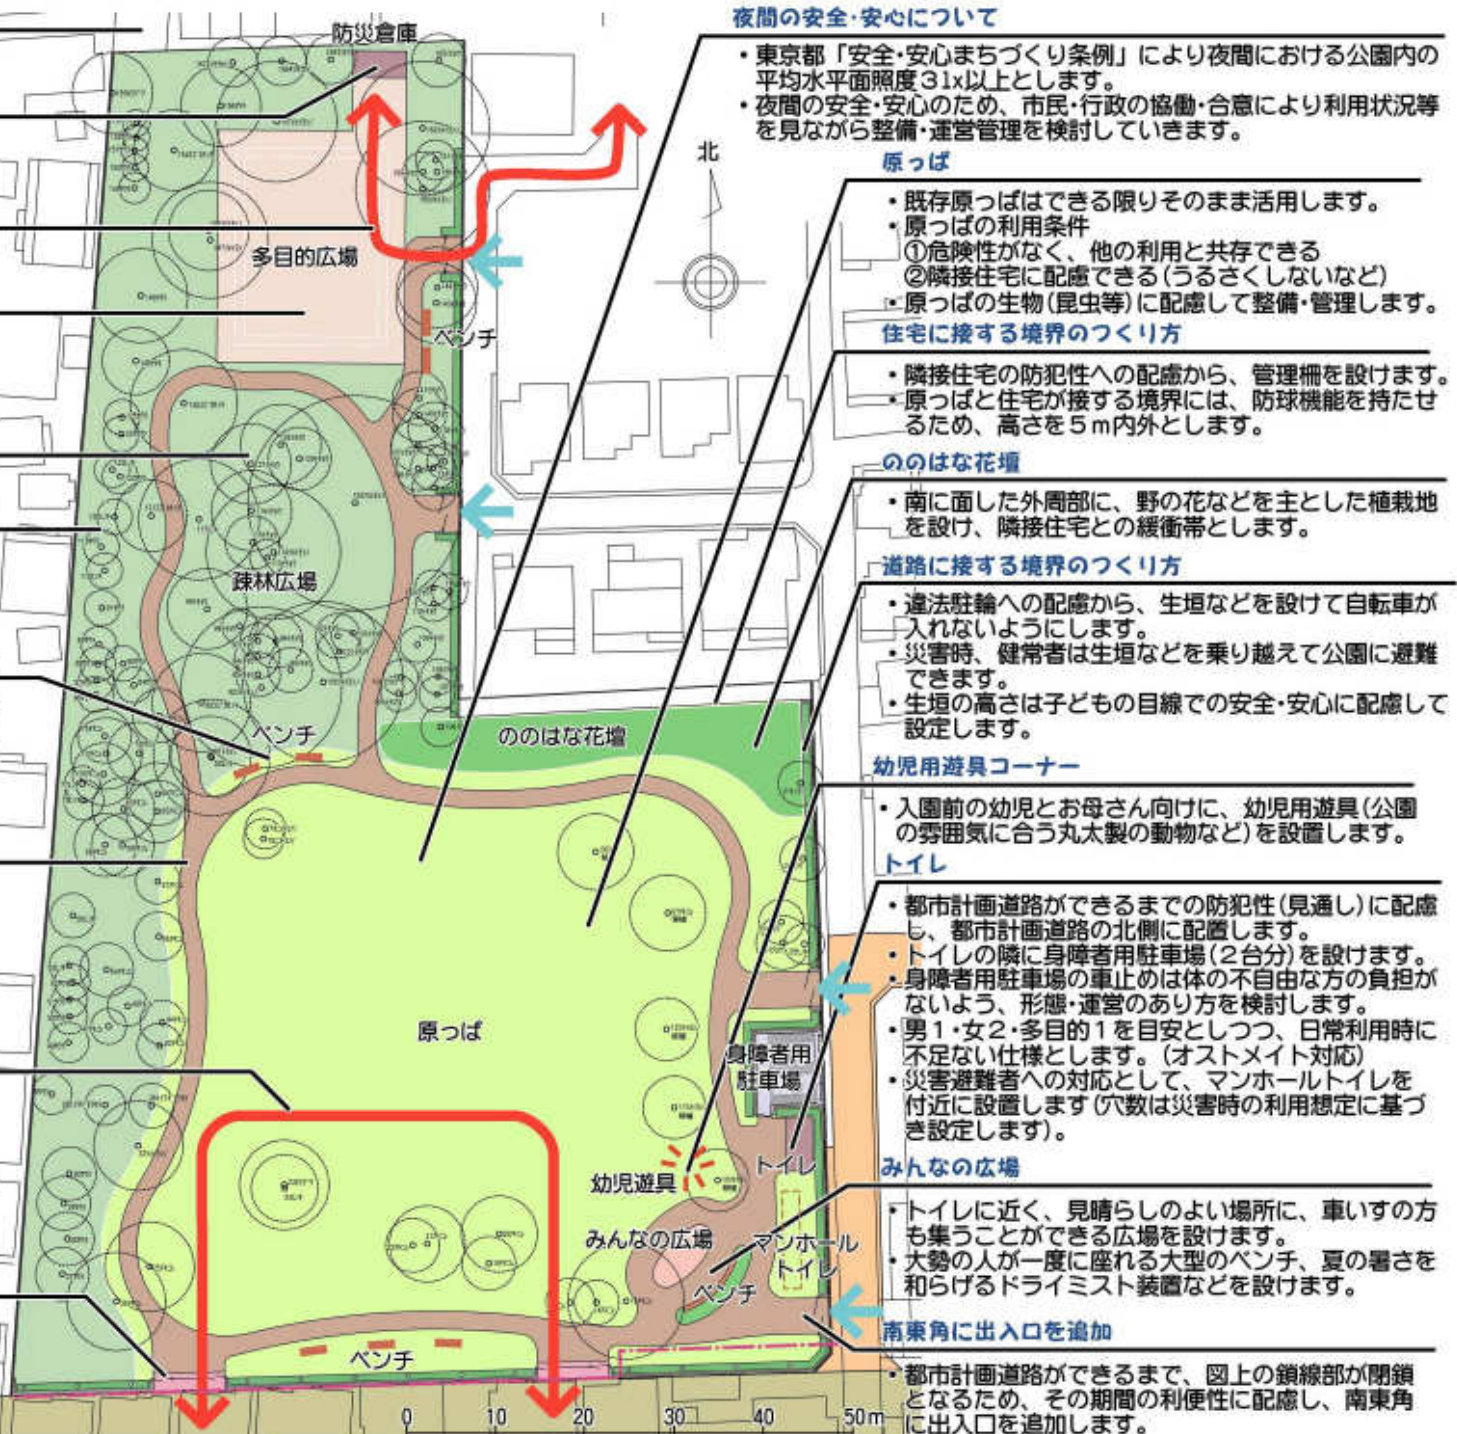 防災倉庫
多目的広場
ベンチ
疎林広場
ベンチ
ののはな花壇
原っぱ
身障者用
駐車場
トイレ
幼児遊具
みんなの広場
マンホール
トイレ
ベンチ
ベンチ
0 10 20 30 40 50m
北
夜間の安全・安心について
・東京都「安全・安心まちづくり条例」により夜間における公園内の
平均水平面照度3lx以上とします。
・夜間の安全・安心のため、市民・行政の協働・合意により利用状況等
を見ながら整備・運営管理を検討していきます。
原っぱ
・既存原っぱはできる限りそのまま活用します。
・原っぱの利用条件
①危険性がなく、他の利用と共存できる
②隣接住宅に配慮できる(うるさくしないなど)
・原っぱの生物(昆虫等)に配慮して整備・管理します。
住宅に接する境界のつくり方
・隣接住宅の防犯性への配慮から、管理柵を設けます。
・原っぱと住宅が接する境界には、防球機能を持たせ
るため、高さを5m内外とします。
ののはな花壇
・南に面した外周部に、野の花などを主とした植栽地
を設け、隣接住宅との緩衝帯とします。
道路に接する境界のつくり方
・違法駐輪への配慮から、生垣などを設けて自転車が
入れないようにします。
・災害時、健常者は生垣などを乗り越えて公園に避難
できます。
・生垣の高さは子どもの目線での安全・安心に配慮して
設定します。
幼児用遊具コーナー
・入園前の幼児とお母さん向けに、幼児用遊具(公園
の雰囲気に合う丸太製の動物など)を設置します。
トイレ
・都市計画道路ができるまでの防犯性(見通し)に配慮
し、都市計画道路の北側に配置します。
・トイレの隣に身障者用駐車場(2台分)を設けます。
・身障者用駐車場の車止めは体の不自由な方の負担が
ないよう、形態・運営のあり方を検討します。
・男1・女2・多目的1を目安としつつ、日常利用時に
不足ない仕様とします。(オストメイト対応)
・災害避難者への対応として、マンホールトイレを
付近に設置します(穴数は災害時の利用想定に基づ
き設定します)。
みんなの広場
・トイレに近く、見晴らしのよい場所に、車いすの方
も集うことができる広場を設けます。
・大勢の人が一度に座れる大型のベンチ、夏の暑さを
和らげるドライミスト装置などを設けます。
南東角に出入口を追加
・都市計画道路ができるまで、図上の鎖線部が閉鎖
となるため、その期間の利便性に配慮し、南東角
に出入口を追加します。